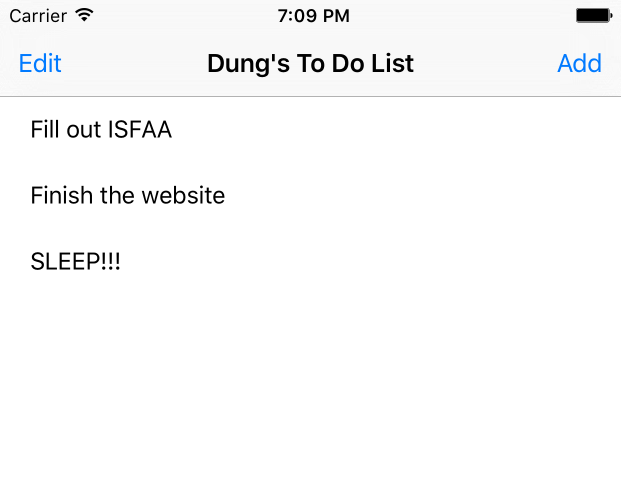 Carrier 7:09 PM
Edit Dung's To Do List Add
Fill out ISFAA
Finish the website
SLEEP!!!